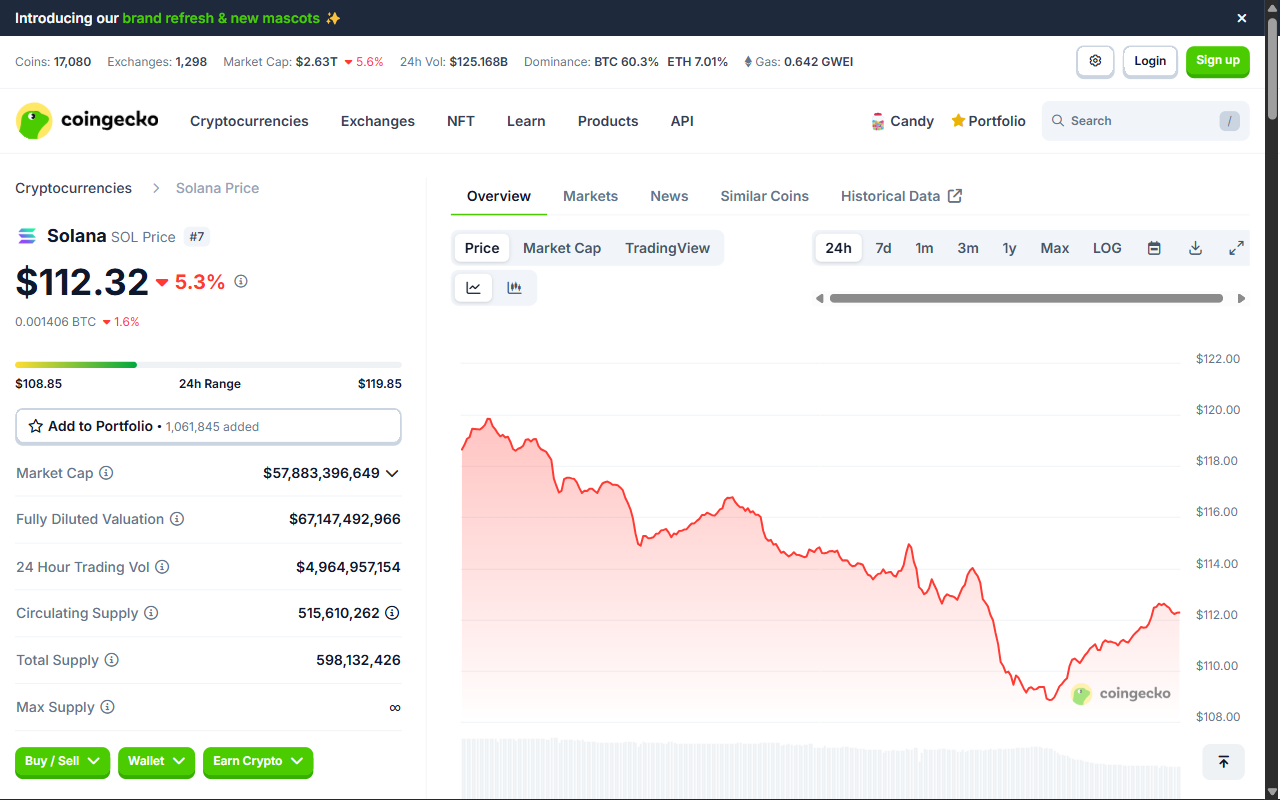 Introducing our brand refresh & new mascots ✨
Coins: 17,080 Exchanges: 1,298 Market Cap: $2.63T 5.6% 24h Vol: $125.168B Dominance: BTC 60.3% ETH 7.01% Gas: 0.642 GWEI
Login
Sign up
coingecko
Cryptocurrencies Exchanges NFT Learn Products API
Candy
Portfolio
Search /
Cryptocurrencies > Solana Price
Solana SOL Price #7
$112.32 5.3%
0.001406 BTC 1.6%
$108.85 24h Range $119.85
Add to Portfolio • 1,061,845 added
Market Cap $57,883,396,649
Fully Diluted Valuation $67,147,492,966
24 Hour Trading Vol $4,964,957,154
Circulating Supply 515,610,262
Total Supply 598,132,426
Max Supply ∞
Buy / Sell
Wallet
Earn Crypto
Overview Markets News Similar Coins Historical Data
Price Market Cap TradingView
24h 7d 1m 3m 1y Max LOG
$122.00
$120.00
$118.00
$116.00
$114.00
$112.00
$110.00
$108.00
coingecko